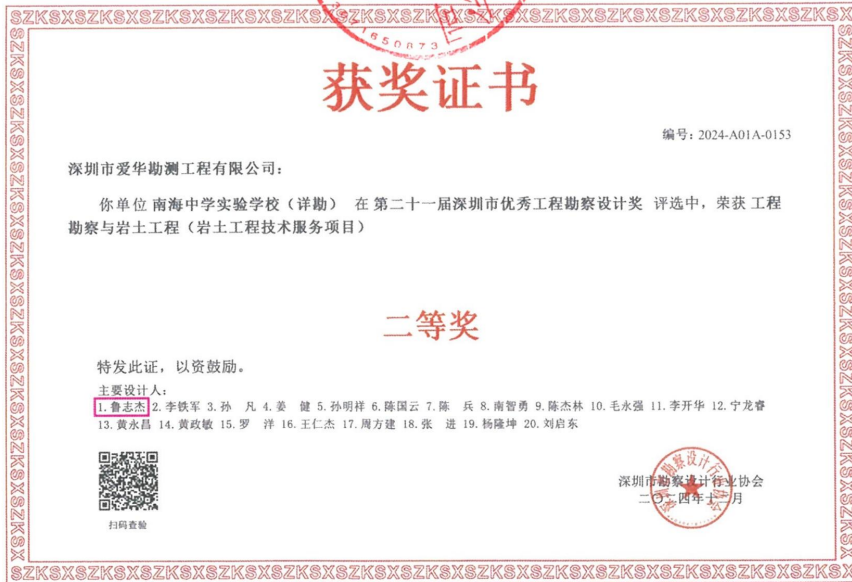 SZKSXSZKSXSZKSXSZKSXSZKSXSZKSXSZKSXSZKSXSZKSXSZKSXSZKSX
获奖证书
编号：2024-A01A-0153
深圳市爱华勘测工程有限公司：
你单位 南海中学实验学校（详勘） 在 第二十一届深圳市优秀工程勘察设计奖 评选中，荣获 工程
勘察与岩土工程（岩土工程技术服务项目）
二等奖
特发此证，以资鼓励。
主要设计人：
1.鲁志杰 2.李铁军 3.孙 凡 4.姜 健 5.孙明祥 6.陈国云 7.陈 兵 8.南智勇 9.陈杰林 10.毛永强 11.李开华 12.宁龙睿
13.黄永昌 14.黄政敏 15.罗 洋 16.王仁杰 17.周方建 18.张 进 19.杨隆坤 20.刘启东
扫码查验
深圳市勘察设计行业协会
二〇二四年十一月